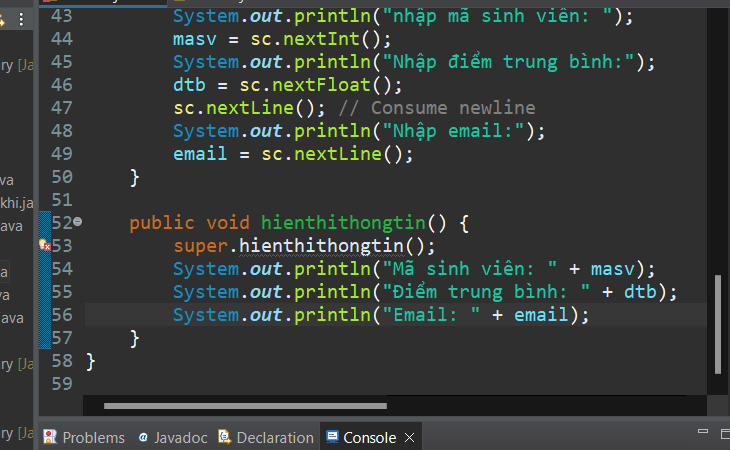 43 System.out.println("nhập mã sinh viên: ");
44 masv = sc.nextInt();
45 System.out.println("Nhập điểm trung bình:");
ry [Ja
46 dtb = sc.nextFloat();
47 sc.nextLine(); // Consume newline
48 System.out.println("Nhập email:");
49 email = sc.nextLine();
50 }
va
51
khi.ja
52 public void hienthithongtin() {
ava
53 super.hienthithongtin();
54 System.out.println("Mã sinh viên: " + masv);
a
55 System.out.println("Điểm trung bình: " + dtb);
va
56 System.out.println("Email: " + email);
ava
57 }
58 }
ry [Ja
59
ry [Ja
Problems Javadoc Declaration Console